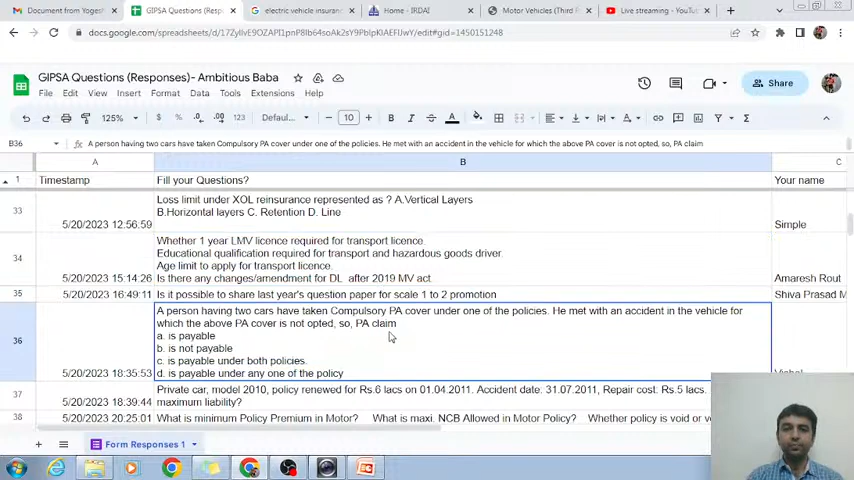 Document from Yogesh
GIPSA Questions (Respons
electric vehicle insuranc
Home - IRDAI
Motor Vehicles (Third
Live streaming - YouTu
GIPSA Questions (Responses)- Ambitious Baba
File Edit View Insert Format Data Tools Extensions
Share
125% $ % .0 .00 123 Defaul... 10 B I A
B36 A person having two cars have taken Compulsory PA cover under one of the policies. He met with an accident in the vehicle for which the above PA cover is not opted, so, PA claim
A B C
1 Timestamp Fill your Questions? Your name
Loss limit under XOL reinsurance represented as ? A.Vertical Layers
B.Horizontal layers C. Retention D. Line
33 5/20/2023 12:56:59 Simple
Whether 1 year LMV licence required for transport licence.
Educational qualification required for transport and hazardous goods driver.
Age limit to apply for transport licence.
34 5/20/2023 15:14:26 Is there any changes/amendment for DL after 2019 MV act Amaresh Rout
35 5/20/2023 16:49:11 Is it possible to share last year's question paper for scale 1 to 2 promotion Shiva Prasad M
A person having two cars have taken Compulsory PA cover under one of the policies. He met with an accident in the vehicle for
which the above PA cover is not opted, so, PA claim
a. is payable
b. is not payable
c. is payable under both policies.
36 5/20/2023 18:35:53 d. is payable under any one of the policy
Private car, model 2010, policy renewed for Rs.6 lacs on 01.04.2011. Accident date: 31.07.2011, Repair cost: Rs.5 lacs.
37 5/20/2023 18:39:44 maximum liability?
38 5/20/2023 20:25:01 What is minimum Policy Premium in Motor? What is maxi. NCB Allowed in Motor Policy? Whether policy is void or
Form Responses 1